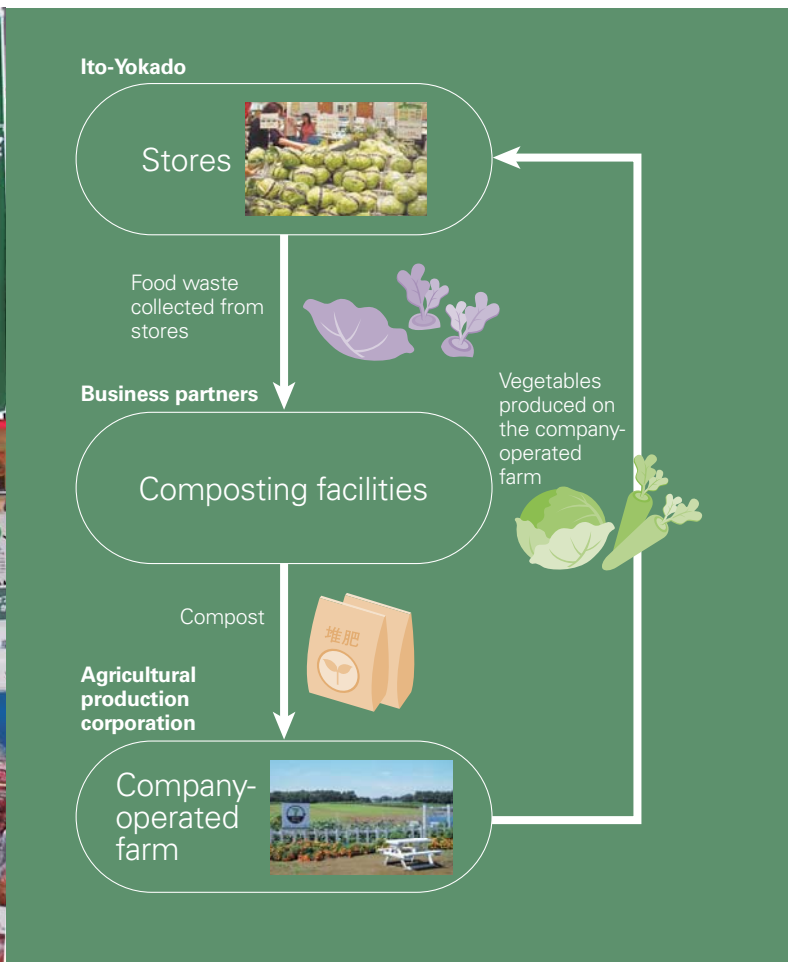 Ito-Yokado
Stores
Food waste
collected from
stores
Business partners
Vegetables
produced on
the company-
operated
farm
Composting facilities
Compost
堆肥
Agricultural
production
corporation
Company-
operated
farm